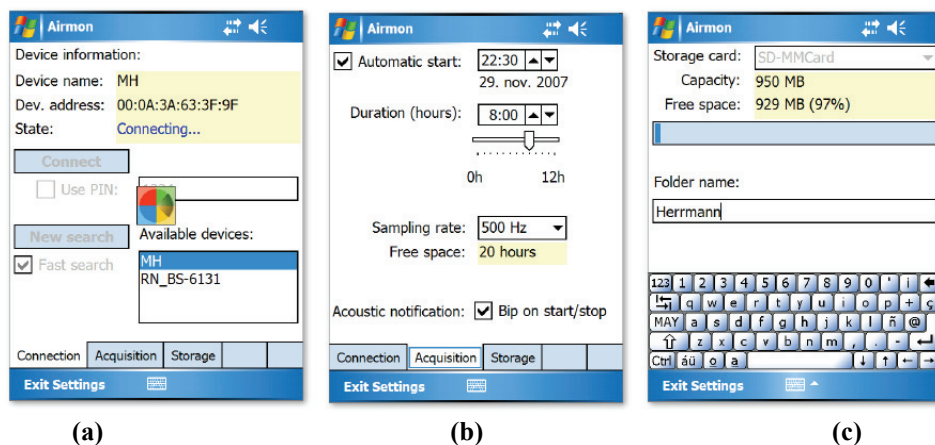 Airmon
Device information:
Device name: MH
Dev. address: 00:0A:3A:63:3F:9F
State: Connecting...
Connect
Use PIN:
New search
Available devices:
Fast search
MH
RN_BS-6131
Connection Acquisition Storage
Exit Settings
(a)
Airmon
Automatic start: 22:30
29. nov. 2007
Duration (hours): 8:00
0h 12h
Sampling rate: 500 Hz
Free space: 20 hours
Acoustic notification: Bip on start/stop
Connection Acquisition Storage
Exit Settings
(b)
Airmon
Storage card: SD-MMCard
Capacity: 950 MB
Free space: 929 MB (97%)
Folder name:
Herrmann
123 1 2 3 4 5 6 7 8 9 0 ' i
q w e r t y u i o p + ç
MAY a s d f g h j k l ñ @
z x c v b n m , . -
Ctrl áü º ª
Exit Settings
(c)